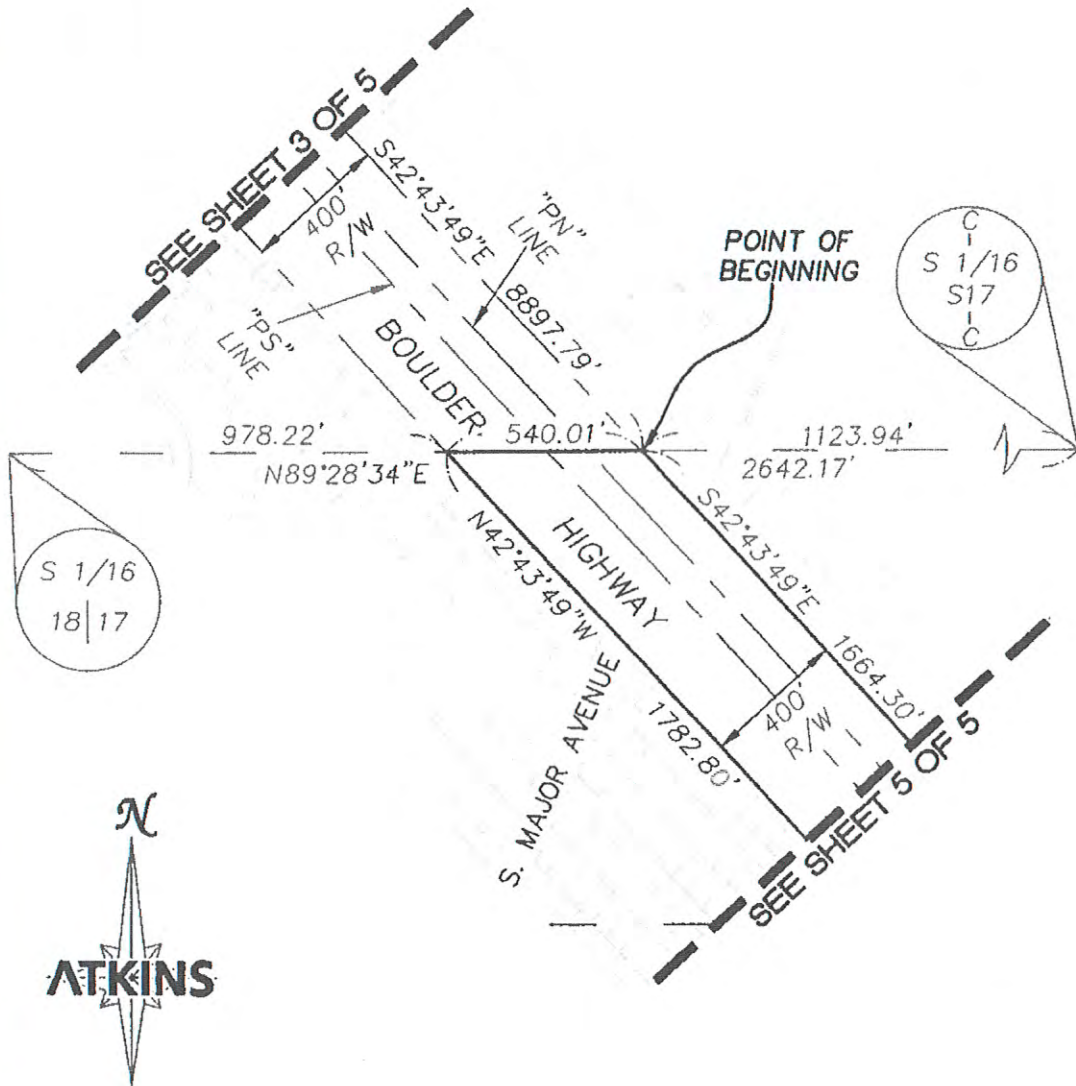 SEE SHEET 3 OF 5
S42°43'49"E
8897.79'
400'
R/W
"PN"
LINE
"PS"
LINE
POINT OF
BEGINNING
C
S 1/16
S17
C
BOULDER
978.22'
N89°28'34"E
540.01'
1123.94'
2642.17'
S 1/16
18|17
HIGHWAY
N42°43'49"W
1782.80'
S42°43'49"E
1664.30'
400'
R/W
S. MAJOR AVENUE
SEE SHEET 5 OF 5
N
ATKINS